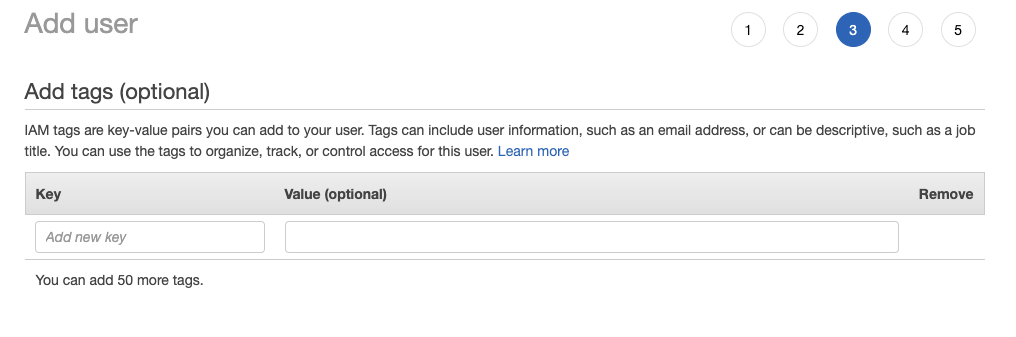 Add user
1 2 3 4 5
Add tags (optional)
IAM tags are key-value pairs you can add to your user. Tags can include user information, such as an email address, or can be descriptive, such as a job
title. You can use the tags to organize, track, or control access for this user. Learn more
Key Value (optional) Remove
Add new key
You can add 50 more tags.